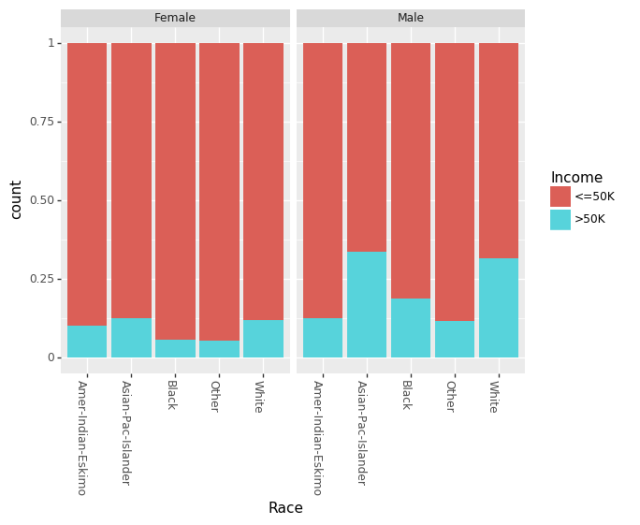 Female
Male
1
0.75
0.50
0.25
0
count
Amer-Indian-Eskimo
Asian-Pac-Islander
Black
Other
White
Amer-Indian-Eskimo
Asian-Pac-Islander
Black
Other
White
Race
Income
<=50K
>50K